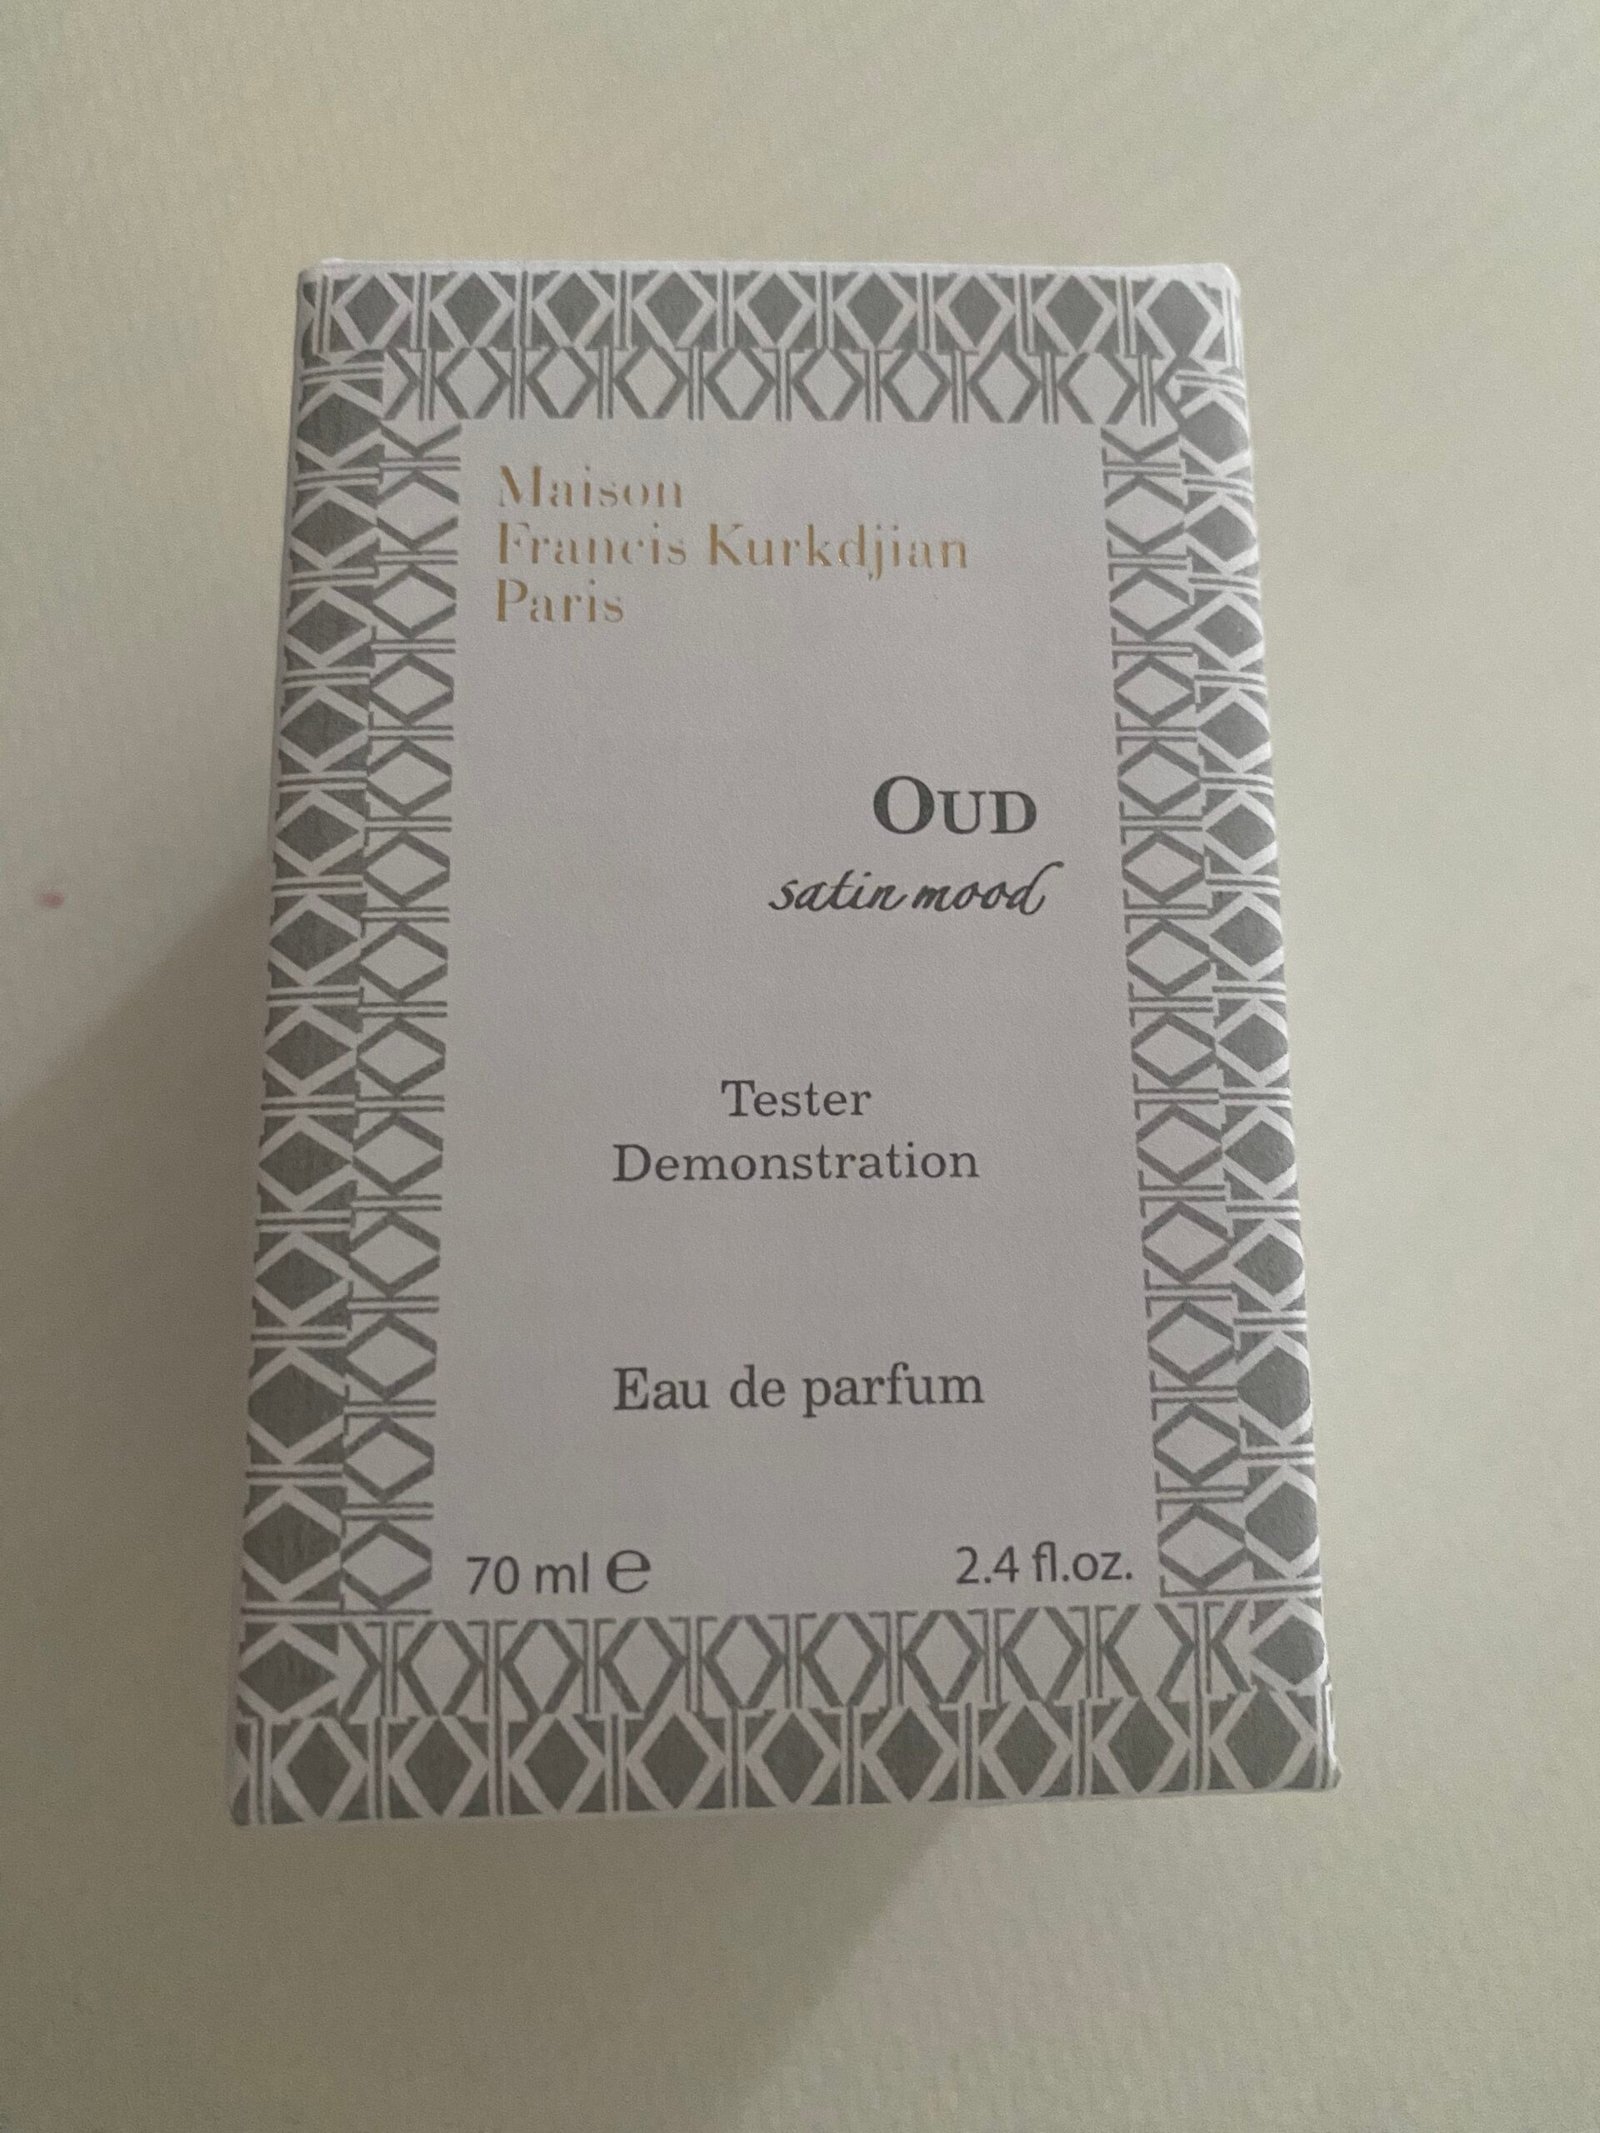 Maison
Francis Kurkdjian
Paris
OUD
satin mood
Tester
Demonstration
Eau de parfum
70 ml ℮
2.4 fl.oz.